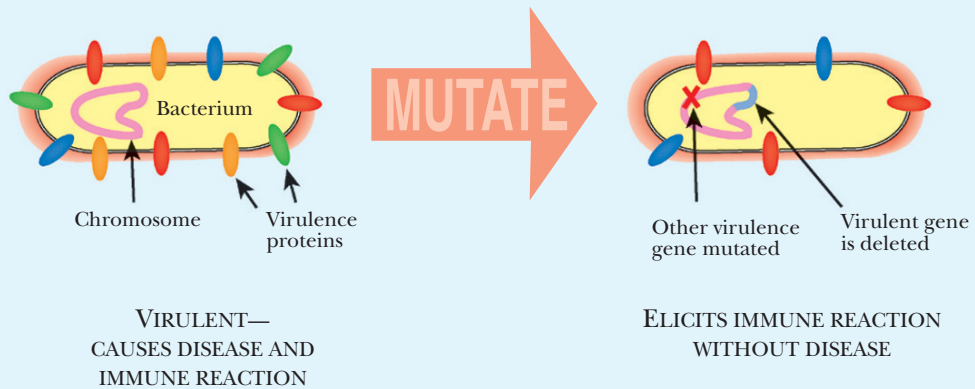 Bacterium
Chromosome
Virulence
proteins
VIRULENT—
CAUSES DISEASE AND
IMMUNE REACTION
MUTATE
Other virulence
gene mutated
Virulent gene
is deleted
ELICITS IMMUNE REACTION
WITHOUT DISEASE